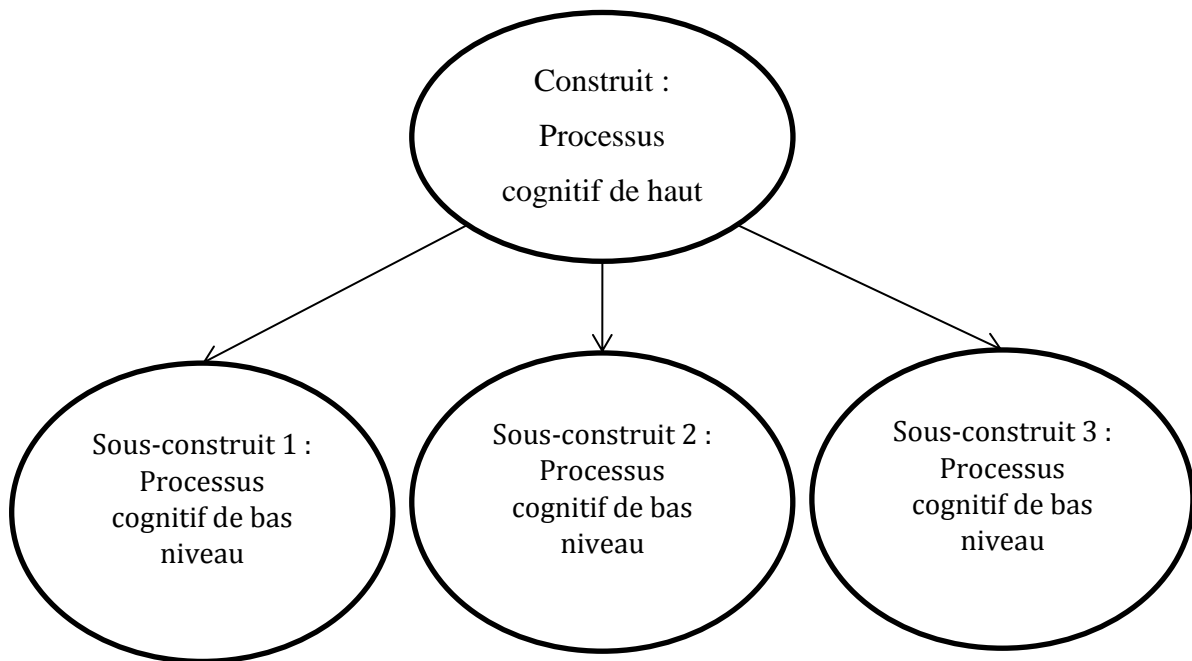 Construit :
Processus
cognitif de haut
Sous-construit 1 :
Processus
cognitif de bas
niveau
Sous-construit 2 :
Processus
cognitif de bas
niveau
Sous-construit 3 :
Processus
cognitif de bas
niveau